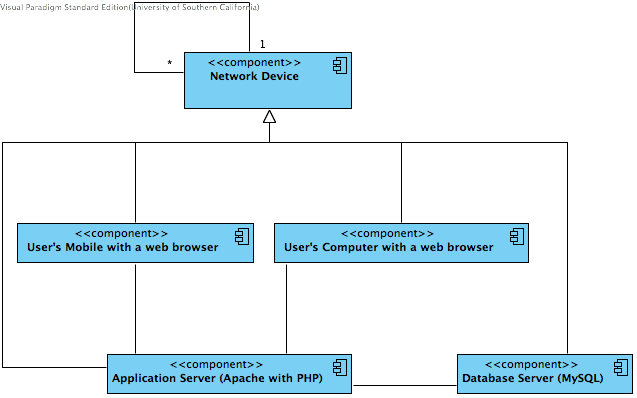 Visual Paradigm Standard Edition(University of Southern California)
1
*
<<component>>
Network Device
<<component>>
User's Mobile with a web browser
<<component>>
User's Computer with a web browser
<<component>>
Application Server (Apache with PHP)
<<component>>
Database Server (MySQL)